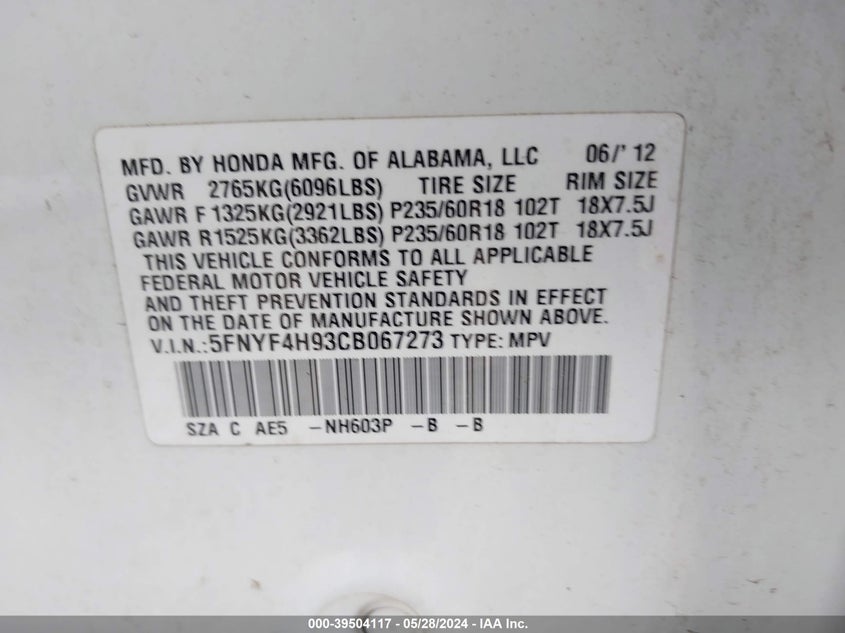 MFD. BY HONDA MFG. OF ALABAMA, LLC 06/'12
GVWR 2765KG(6096LBS) TIRE SIZE RIM SIZE
GAWR F 1325KG(2921LBS) P235/60R18 102T 18X7.5J
GAWR R1525KG(3362LBS) P235/60R18 102T 18X7.5J
THIS VEHICLE CONFORMS TO ALL APPLICABLE
FEDERAL MOTOR VEHICLE SAFETY
AND THEFT PREVENTION STANDARDS IN EFFECT
ON THE DATE OF MANUFACTURE SHOWN ABOVE.
V.I.N.:5FNYF4H93CB067273 TYPE: MPV
SZA C AE5 -NH603P -B -B
000-39504117 - 05/28/2024 - IAA Inc.